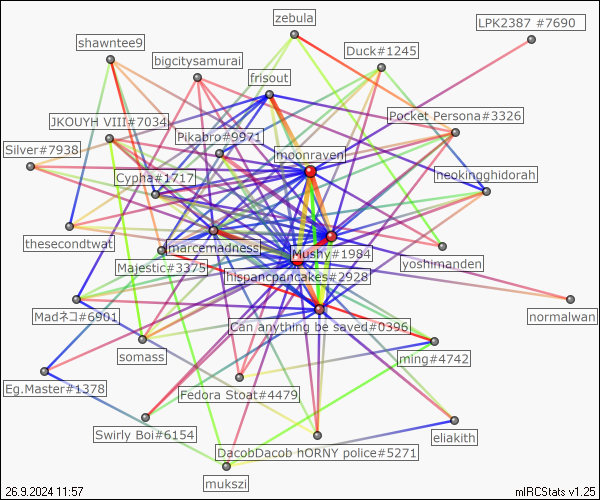 zebula
LPK2387 #7690
shawntee9
Duck#1245
bigcitysamurai
frisout
Pocket Persona#3326
JKOUYH VIII#7034
Pikabro#9971
moonraven
Silver#7938
Cypha#1717
neokingghidorah
thesecondtwat
marcemadness
Mushy#1984
yoshimanden
Majestic#3375
hispancpancakes#2928
Madネコ#6901
normalwan
Can anything be saved#0396
somass
ming#4742
Eg.Master#1378
Fedora Stoat#4479
Swirly Boi#6154
eliakith
DacobDacob hORNY police#5271
mukszi
26.9.2024 11:57
mIRCStats v1.25